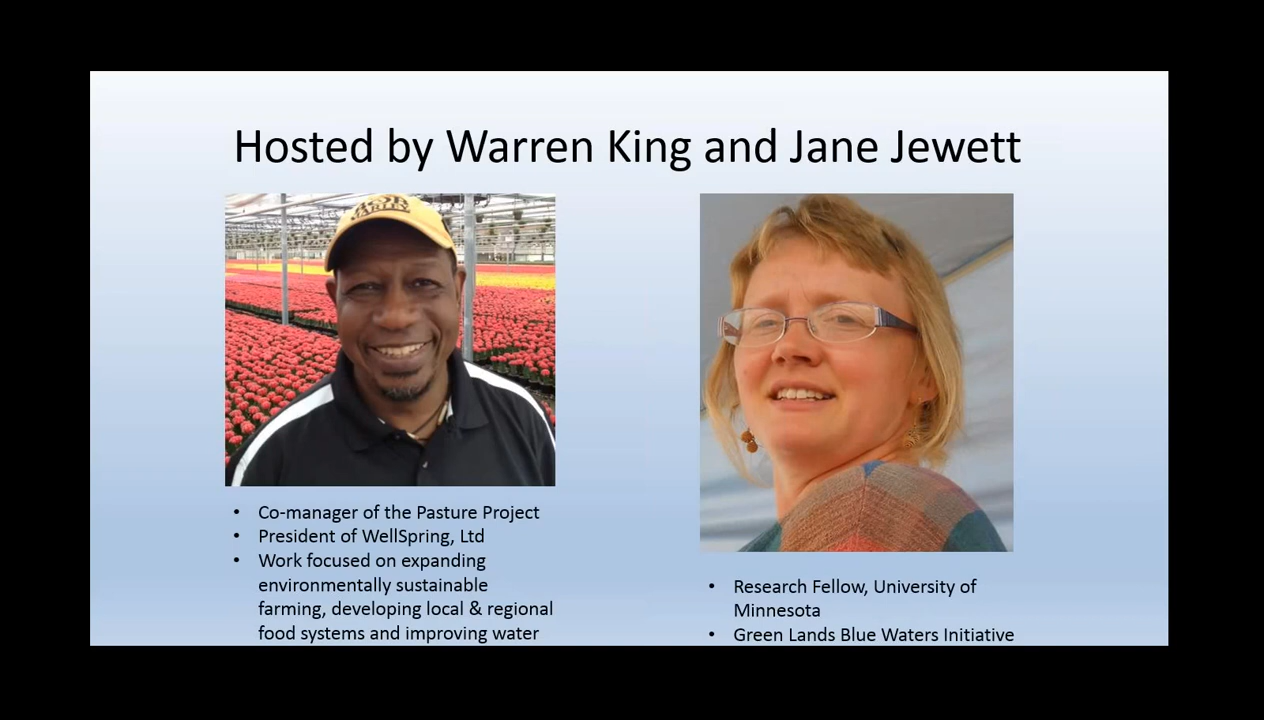 Hosted by Warren King and Jane Jewett
MARLEY
• Co-manager of the Pasture Project
• President of WellSpring, Ltd
• Work focused on expanding
environmentally sustainable
farming, developing local & regional
food systems and improving water
• Research Fellow, University of
Minnesota
• Green Lands Blue Waters Initiative